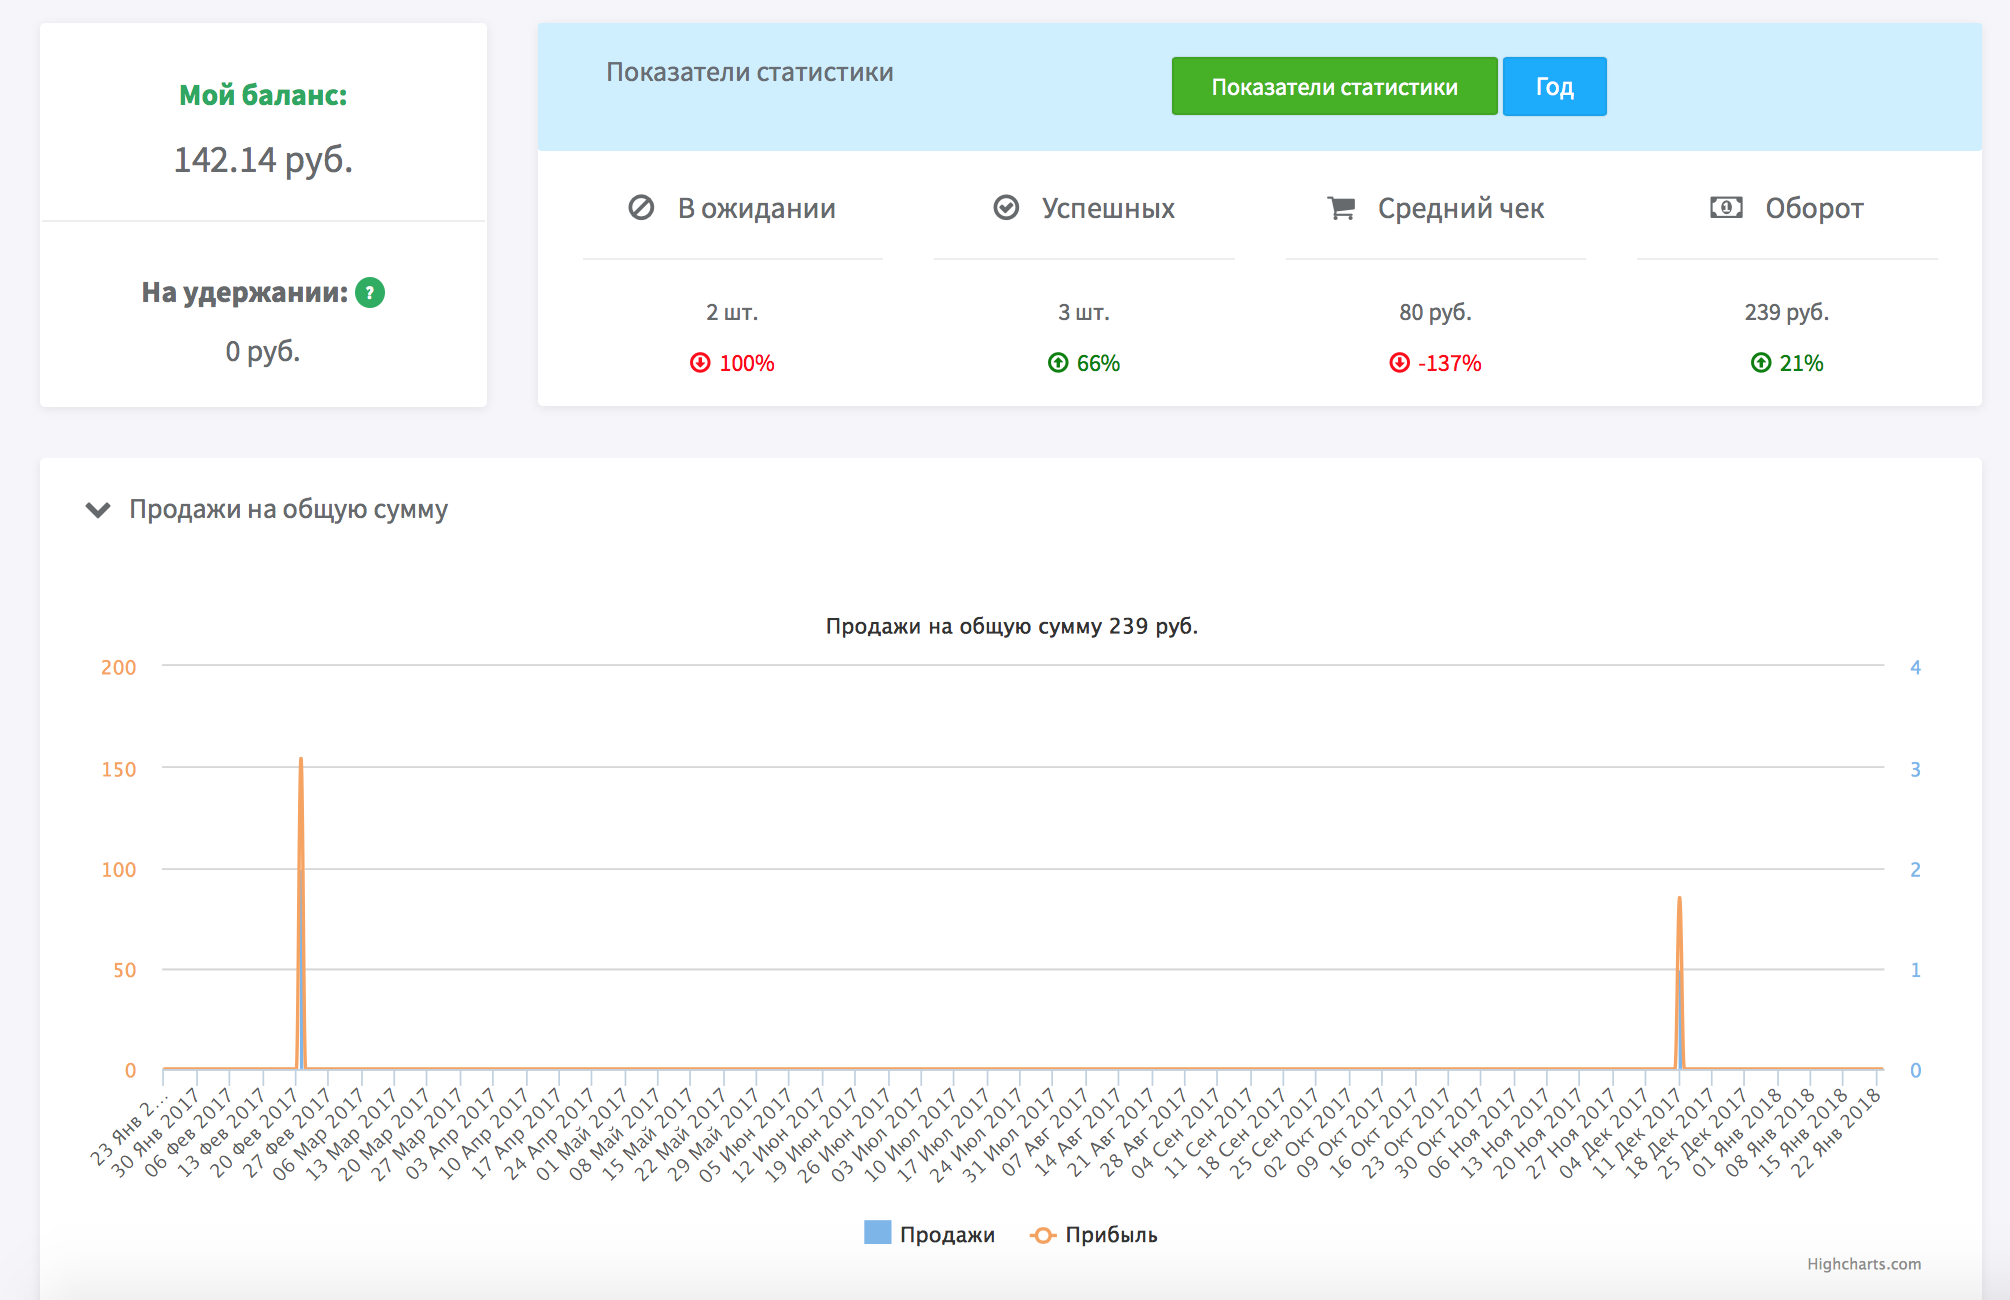 Мой баланс:
142.14 руб.
На удержании: ?
0 руб.
Показатели статистики
Показатели статистики
Год
В ожидании
Успешных
Средний чек
Оборот
2 шт.
3 шт.
80 руб.
239 руб.
100%
66%
-137%
21%
Продажи на общую сумму
Продажи на общую сумму 239 руб.
200
150
100
50
0
4
3
2
1
0
23 Янв 2…
30 Янв 2017
06 Фев 2017
13 Фев 2017
20 Фев 2017
27 Фев 2017
06 Мар 2017
13 Мар 2017
20 Мар 2017
27 Мар 2017
03 Апр 2017
10 Апр 2017
17 Апр 2017
24 Апр 2017
01 Май 2017
08 Май 2017
15 Май 2017
22 Май 2017
29 Май 2017
05 Июн 2017
12 Июн 2017
19 Июн 2017
26 Июн 2017
03 Июл 2017
10 Июл 2017
17 Июл 2017
24 Июл 2017
31 Июл 2017
07 Авг 2017
14 Авг 2017
21 Авг 2017
28 Авг 2017
04 Сен 2017
11 Сен 2017
18 Сен 2017
25 Сен 2017
02 Окт 2017
09 Окт 2017
16 Окт 2017
23 Окт 2017
30 Окт 2017
06 Ноя 2017
13 Ноя 2017
20 Ноя 2017
27 Ноя 2017
04 Дек 2017
11 Дек 2017
18 Дек 2017
25 Дек 2017
01 Янв 2018
08 Янв 2018
15 Янв 2018
22 Янв 2018
Продажи
Прибыль
Highcharts.com